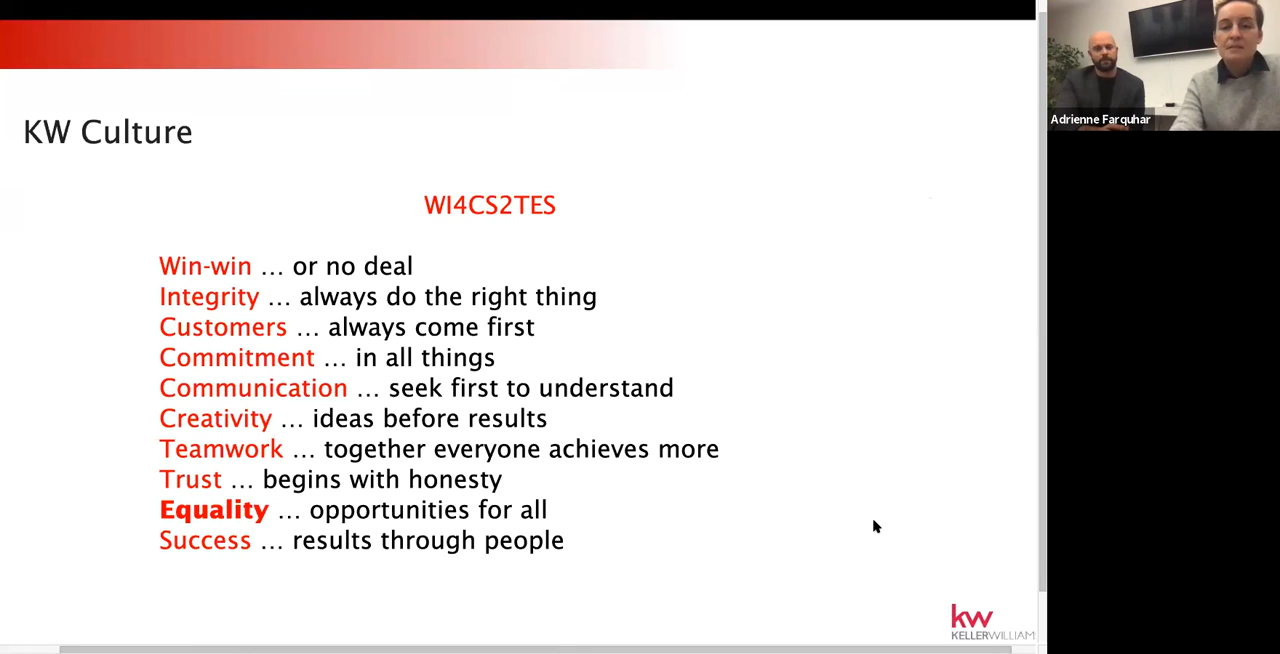 KW Culture
WI4CS2TES
Win-win … or no deal
Integrity … always do the right thing
Customers … always come first
Commitment … in all things
Communication … seek first to understand
Creativity … ideas before results
Teamwork … together everyone achieves more
Trust … begins with honesty
Equality … opportunities for all
Success … results through people
kw
KELLERWILLIAM
Adrienne Farquhar